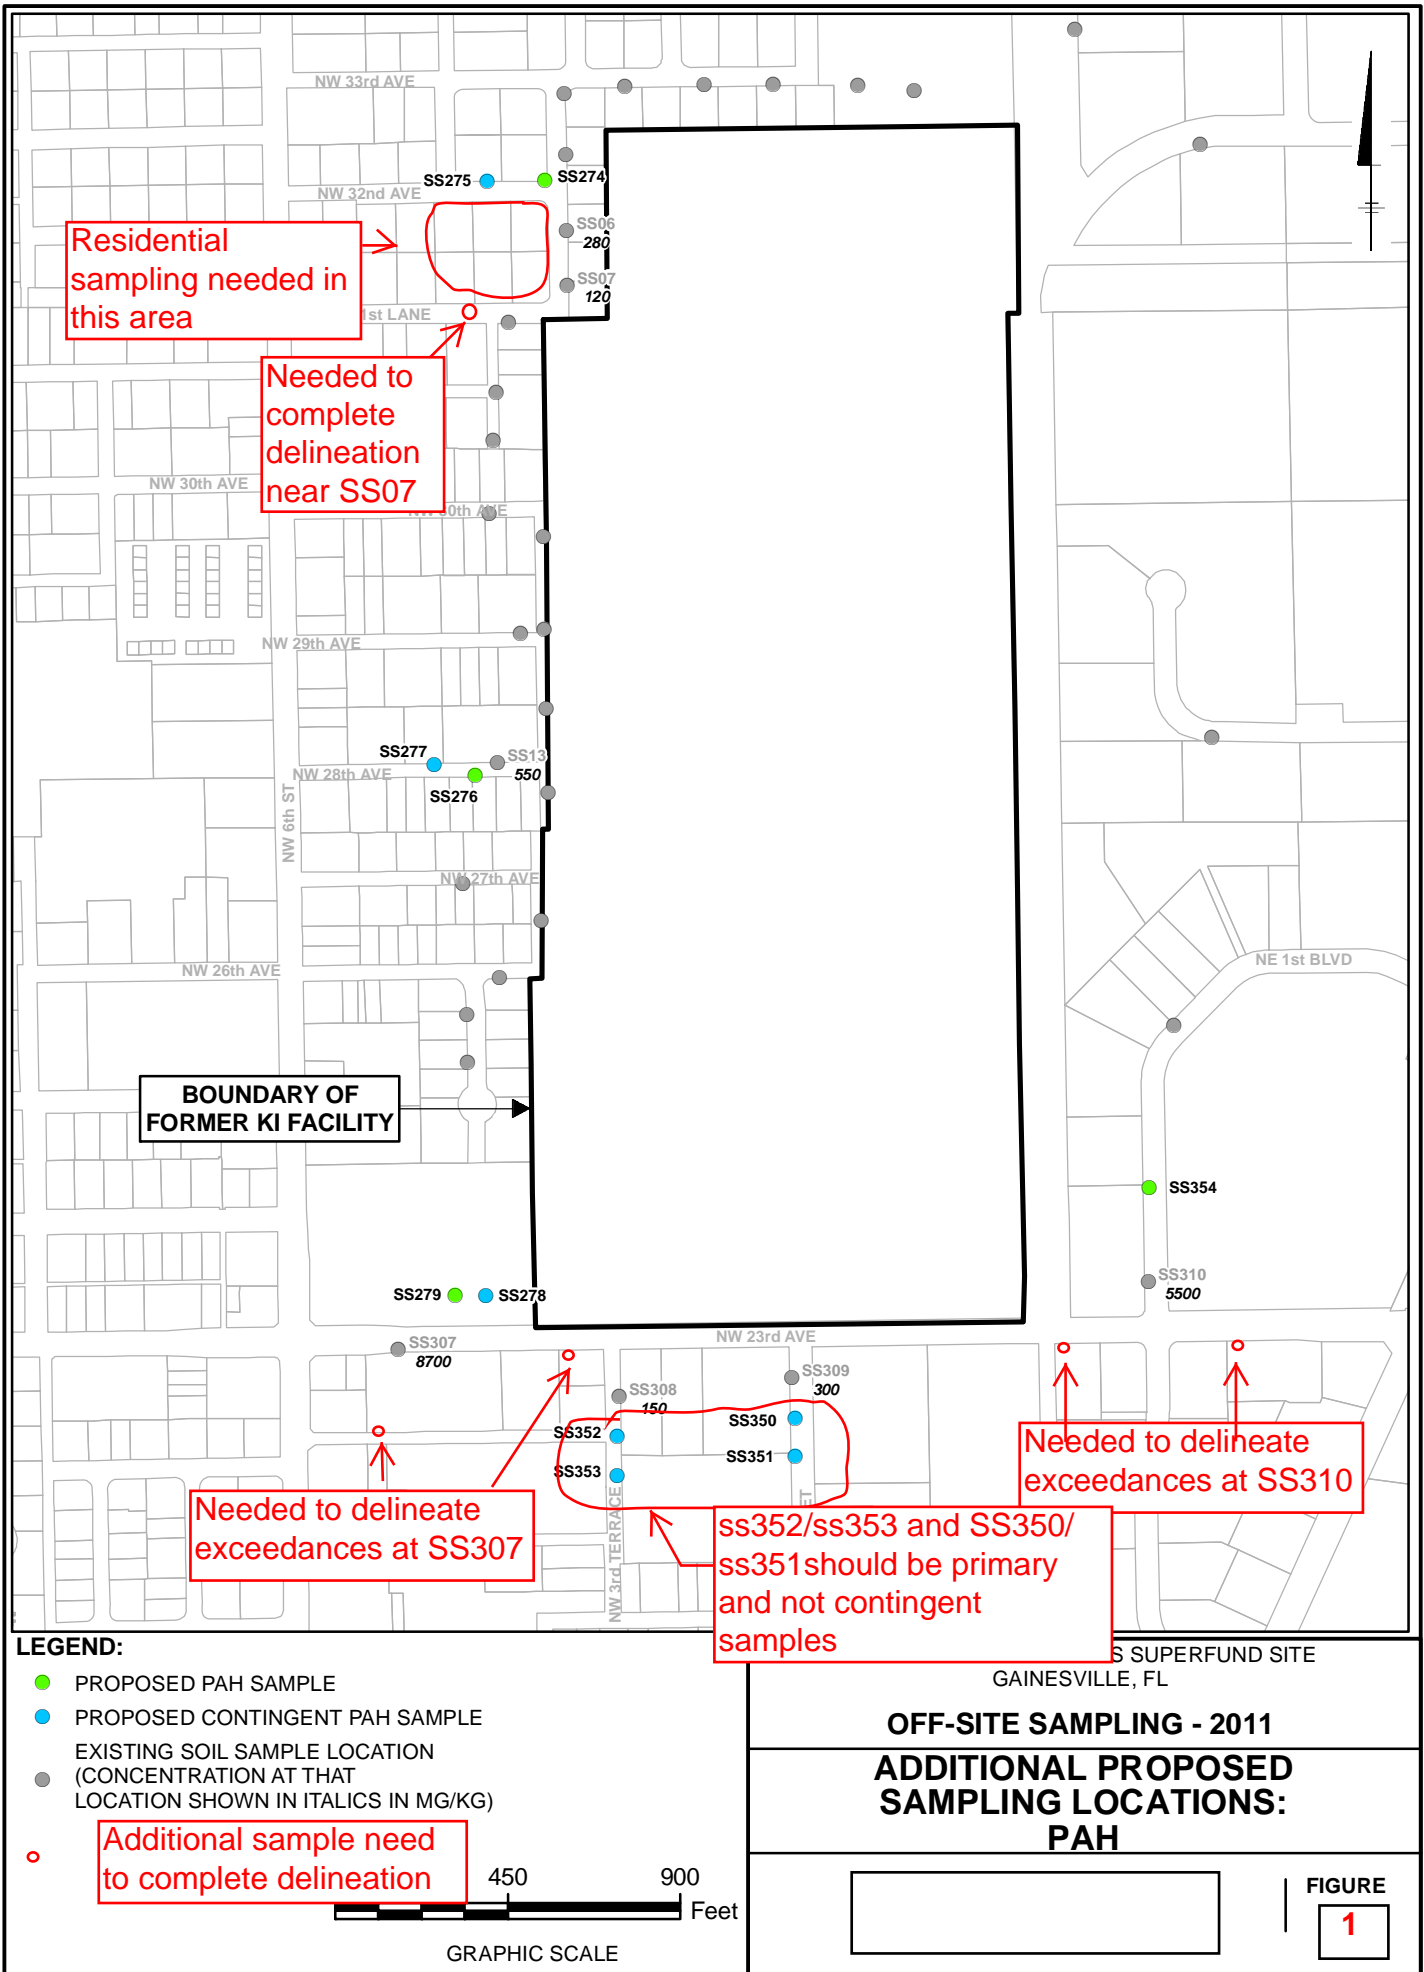 NW 33rd AVE
SS275
SS274
NW 32nd AVE
Residential
sampling needed in
this area
SS06
280
SS07
120
1st LANE
Needed to
complete
delineation
near SS07
NW 30th AVE
NW 30th AVE
NW 29th AVE
SS277
SS13
550
NW 28th AVE
SS276
NW 6th ST
NW 27th AVE
NW 26th AVE
NE 1st BLVD
BOUNDARY OF
FORMER KI FACILITY
SS354
SS310
5500
SS279
SS278
NW 23rd AVE
SS307
8700
SS309
300
SS308
150
SS350
SS352
SS351
SS353
Needed to delineate
exceedances at SS310
Needed to delineate
exceedances at SS307
NW 3rd TERRACE
ET
ss352/ss353 and SS350/
ss351should be primary
and not contingent
samples
LEGEND:
PROPOSED PAH SAMPLE
PROPOSED CONTINGENT PAH SAMPLE
EXISTING SOIL SAMPLE LOCATION
(CONCENTRATION AT THAT
LOCATION SHOWN IN ITALICS IN MG/KG)
Additional sample need
to complete delineation
450
900
Feet
GRAPHIC SCALE
S SUPERFUND SITE
GAINESVILLE, FL
OFF-SITE SAMPLING - 2011
ADDITIONAL PROPOSED
SAMPLING LOCATIONS:
PAH
FIGURE
1